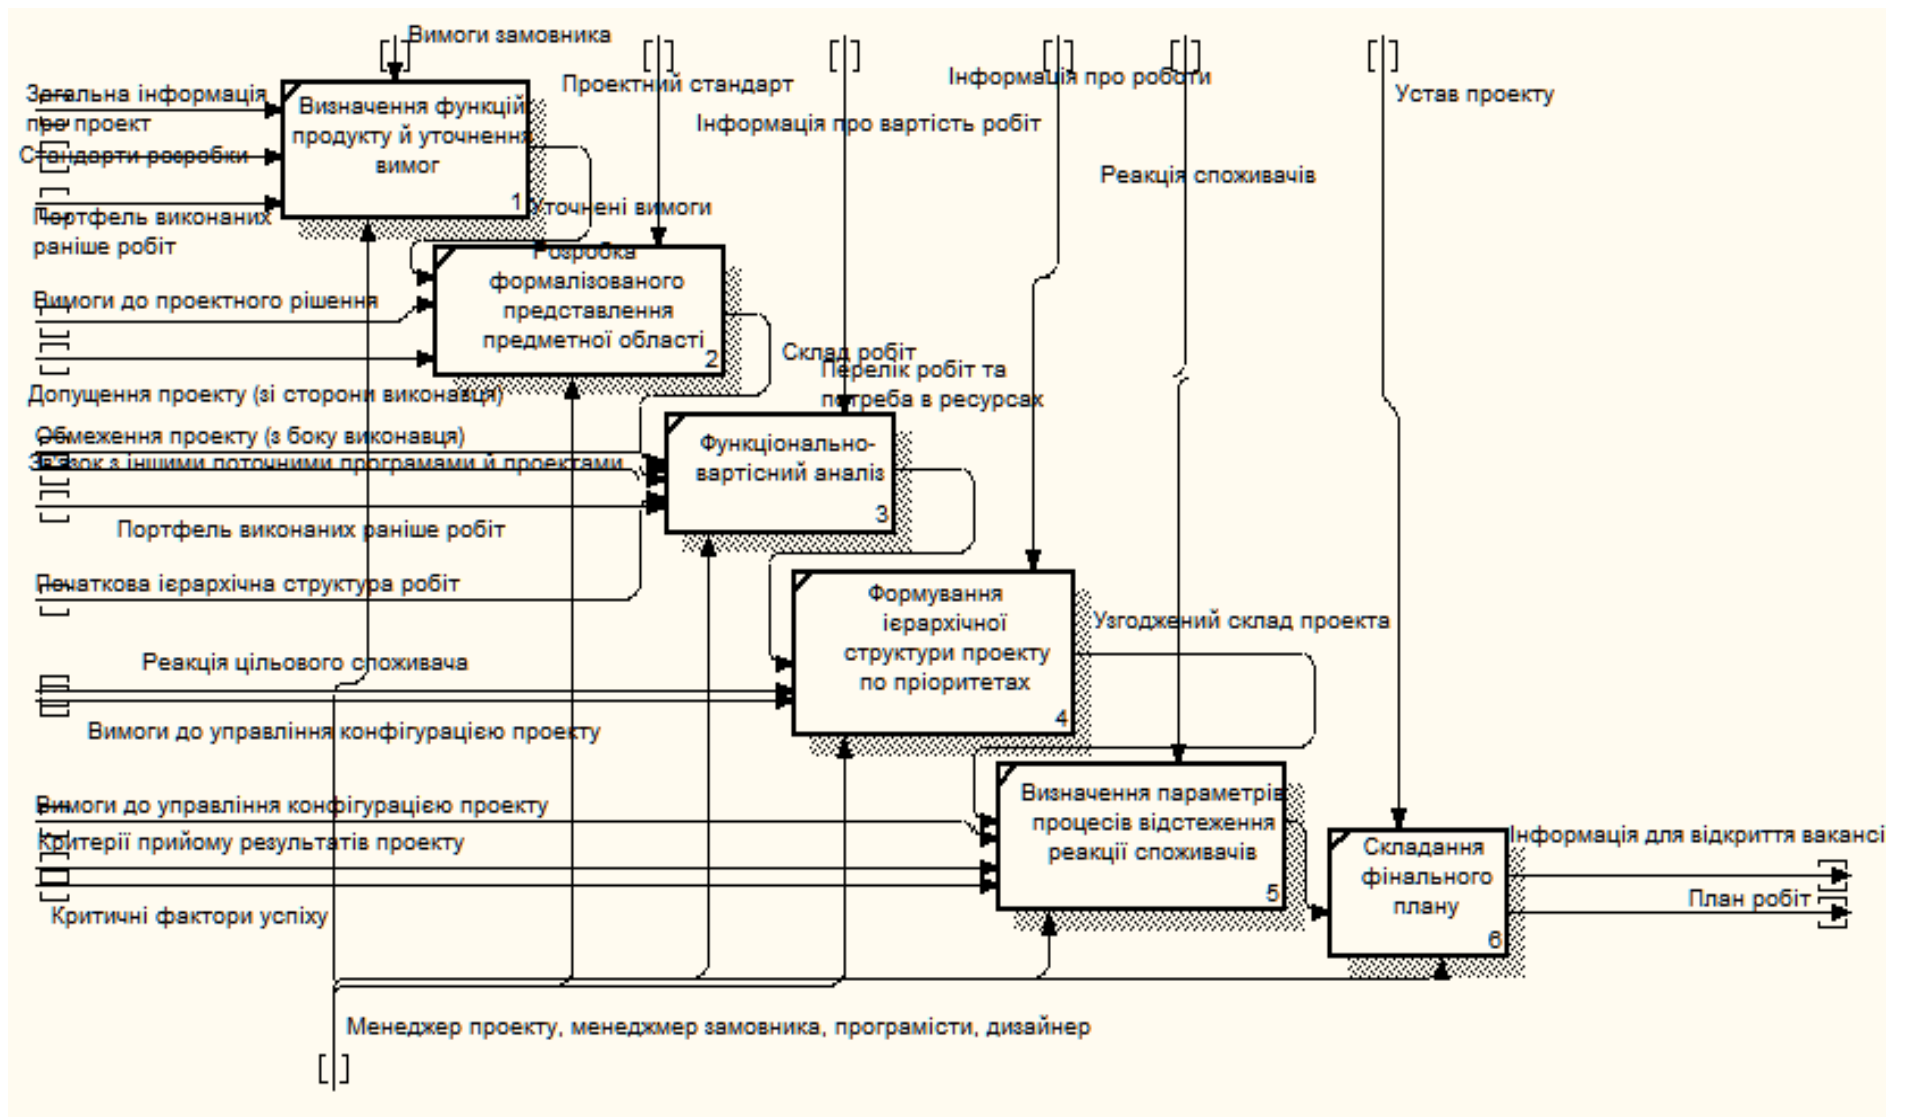 Вимоги замовника
Загальна інформація
про проект
Стандарти розробки
Портфель виконаних
раніше робіт
Визначення функцій
продукту й уточнення
вимог
1
Проектний стандарт
Інформація про вартість робіт
Інформація про роботи
Реакція споживачів
Устав проекту
Уточнені вимоги
Вимоги до проектного рішення
Розробка
формалізованого
представлення
предметної області
2
Допущення проекту (зі сторони виконавця)
Склад робіт
Перелік робіт та
потреба в ресурсах
Обмеження проекту (з боку виконавця)
Зв'язок з іншими поточними програмами й проектами
Функціонально-
вартісний аналіз
3
Портфель виконаних раніше робіт
Початкова ієрархічна структура робіт
Формування
ієрархічної
структури проекту
по пріоритетах
4
Узгоджений склад проекта
Реакція цільового споживача
Вимоги до управління конфігурацією проекту
Вимоги до управління конфігурацією проекту
Критерії прийому результатів проекту
Критичні фактори успіху
Визначення параметрів
процесів відстеження
реакції споживачів
5
Складання
фінального
плану
6
Інформація для відкриття вакансі
План робіт
Менеджер проекту, менеджмер замовника, програмісти, дизайнер